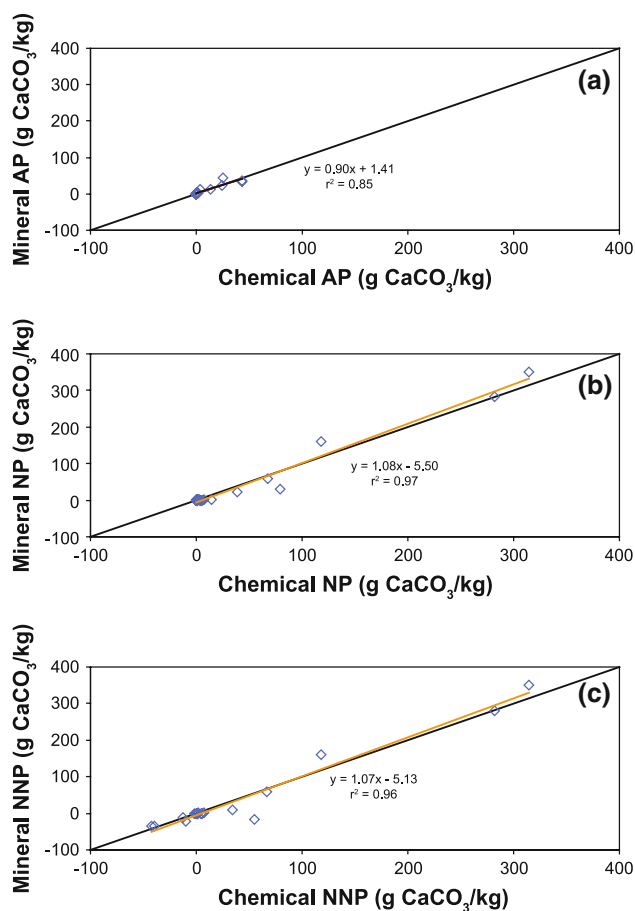 (a)
400
300
200
100
0
-100
Mineral AP (g CaCO3/kg)
y = 0.90x + 1.41
r² = 0.85
-100 0 100 200 300 400
Chemical AP (g CaCO3/kg)
(b)
400
300
200
100
0
-100
Mineral NP (g CaCO3/kg)
y = 1.08x - 5.50
r² = 0.97
-100 0 100 200 300 400
Chemical NP (g CaCO3/kg)
(c)
400
300
200
100
0
-100
Mineral NNP (g CaCO3/kg)
y = 1.07x - 5.13
r² = 0.96
-100 0 100 200 300 400
Chemical NNP (g CaCO3/kg)